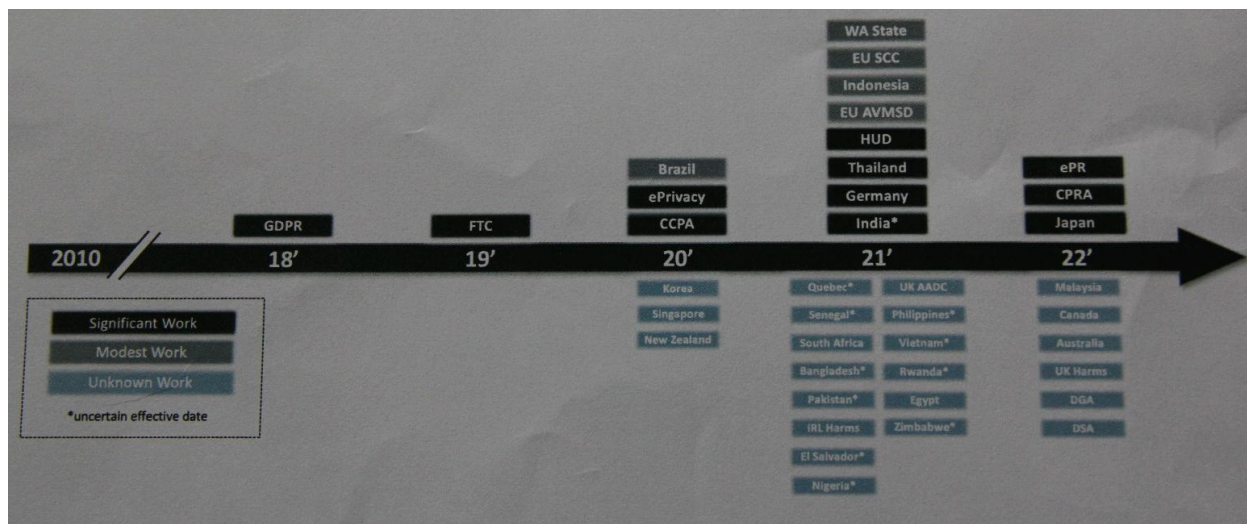 WA State
EU SCC
Indonesia
EU AVMSD
HUD
Brazil Thailand ePR
ePrivacy Germany CPRA
GDPR FTC CCPA India* Japan
2010 18’ 19’ 20’ 21’ 22’
Korea Quebec* UK AADC Malaysia
Singapore Senegal* Philippines* Canada
New Zealand South Africa Vietnam* Australia
Bangladesh* Rwanda* UK Harms
Pakistan* Egypt DGA
IRL Harms Zimbabwe* DSA
El Salvador*
Nigeria*
Significant Work
Modest Work
Unknown Work
*uncertain effective date